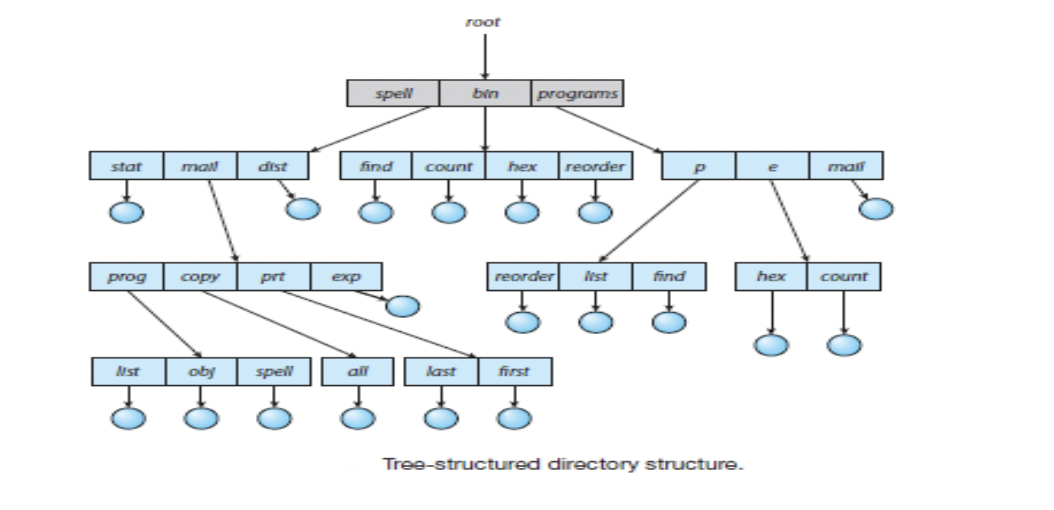 root
spell bin programs
stat mail dist find count hex reorder p e mail
prog copy prt exp reorder list find hex count
list obj spell all last first
Tree-structured directory structure.